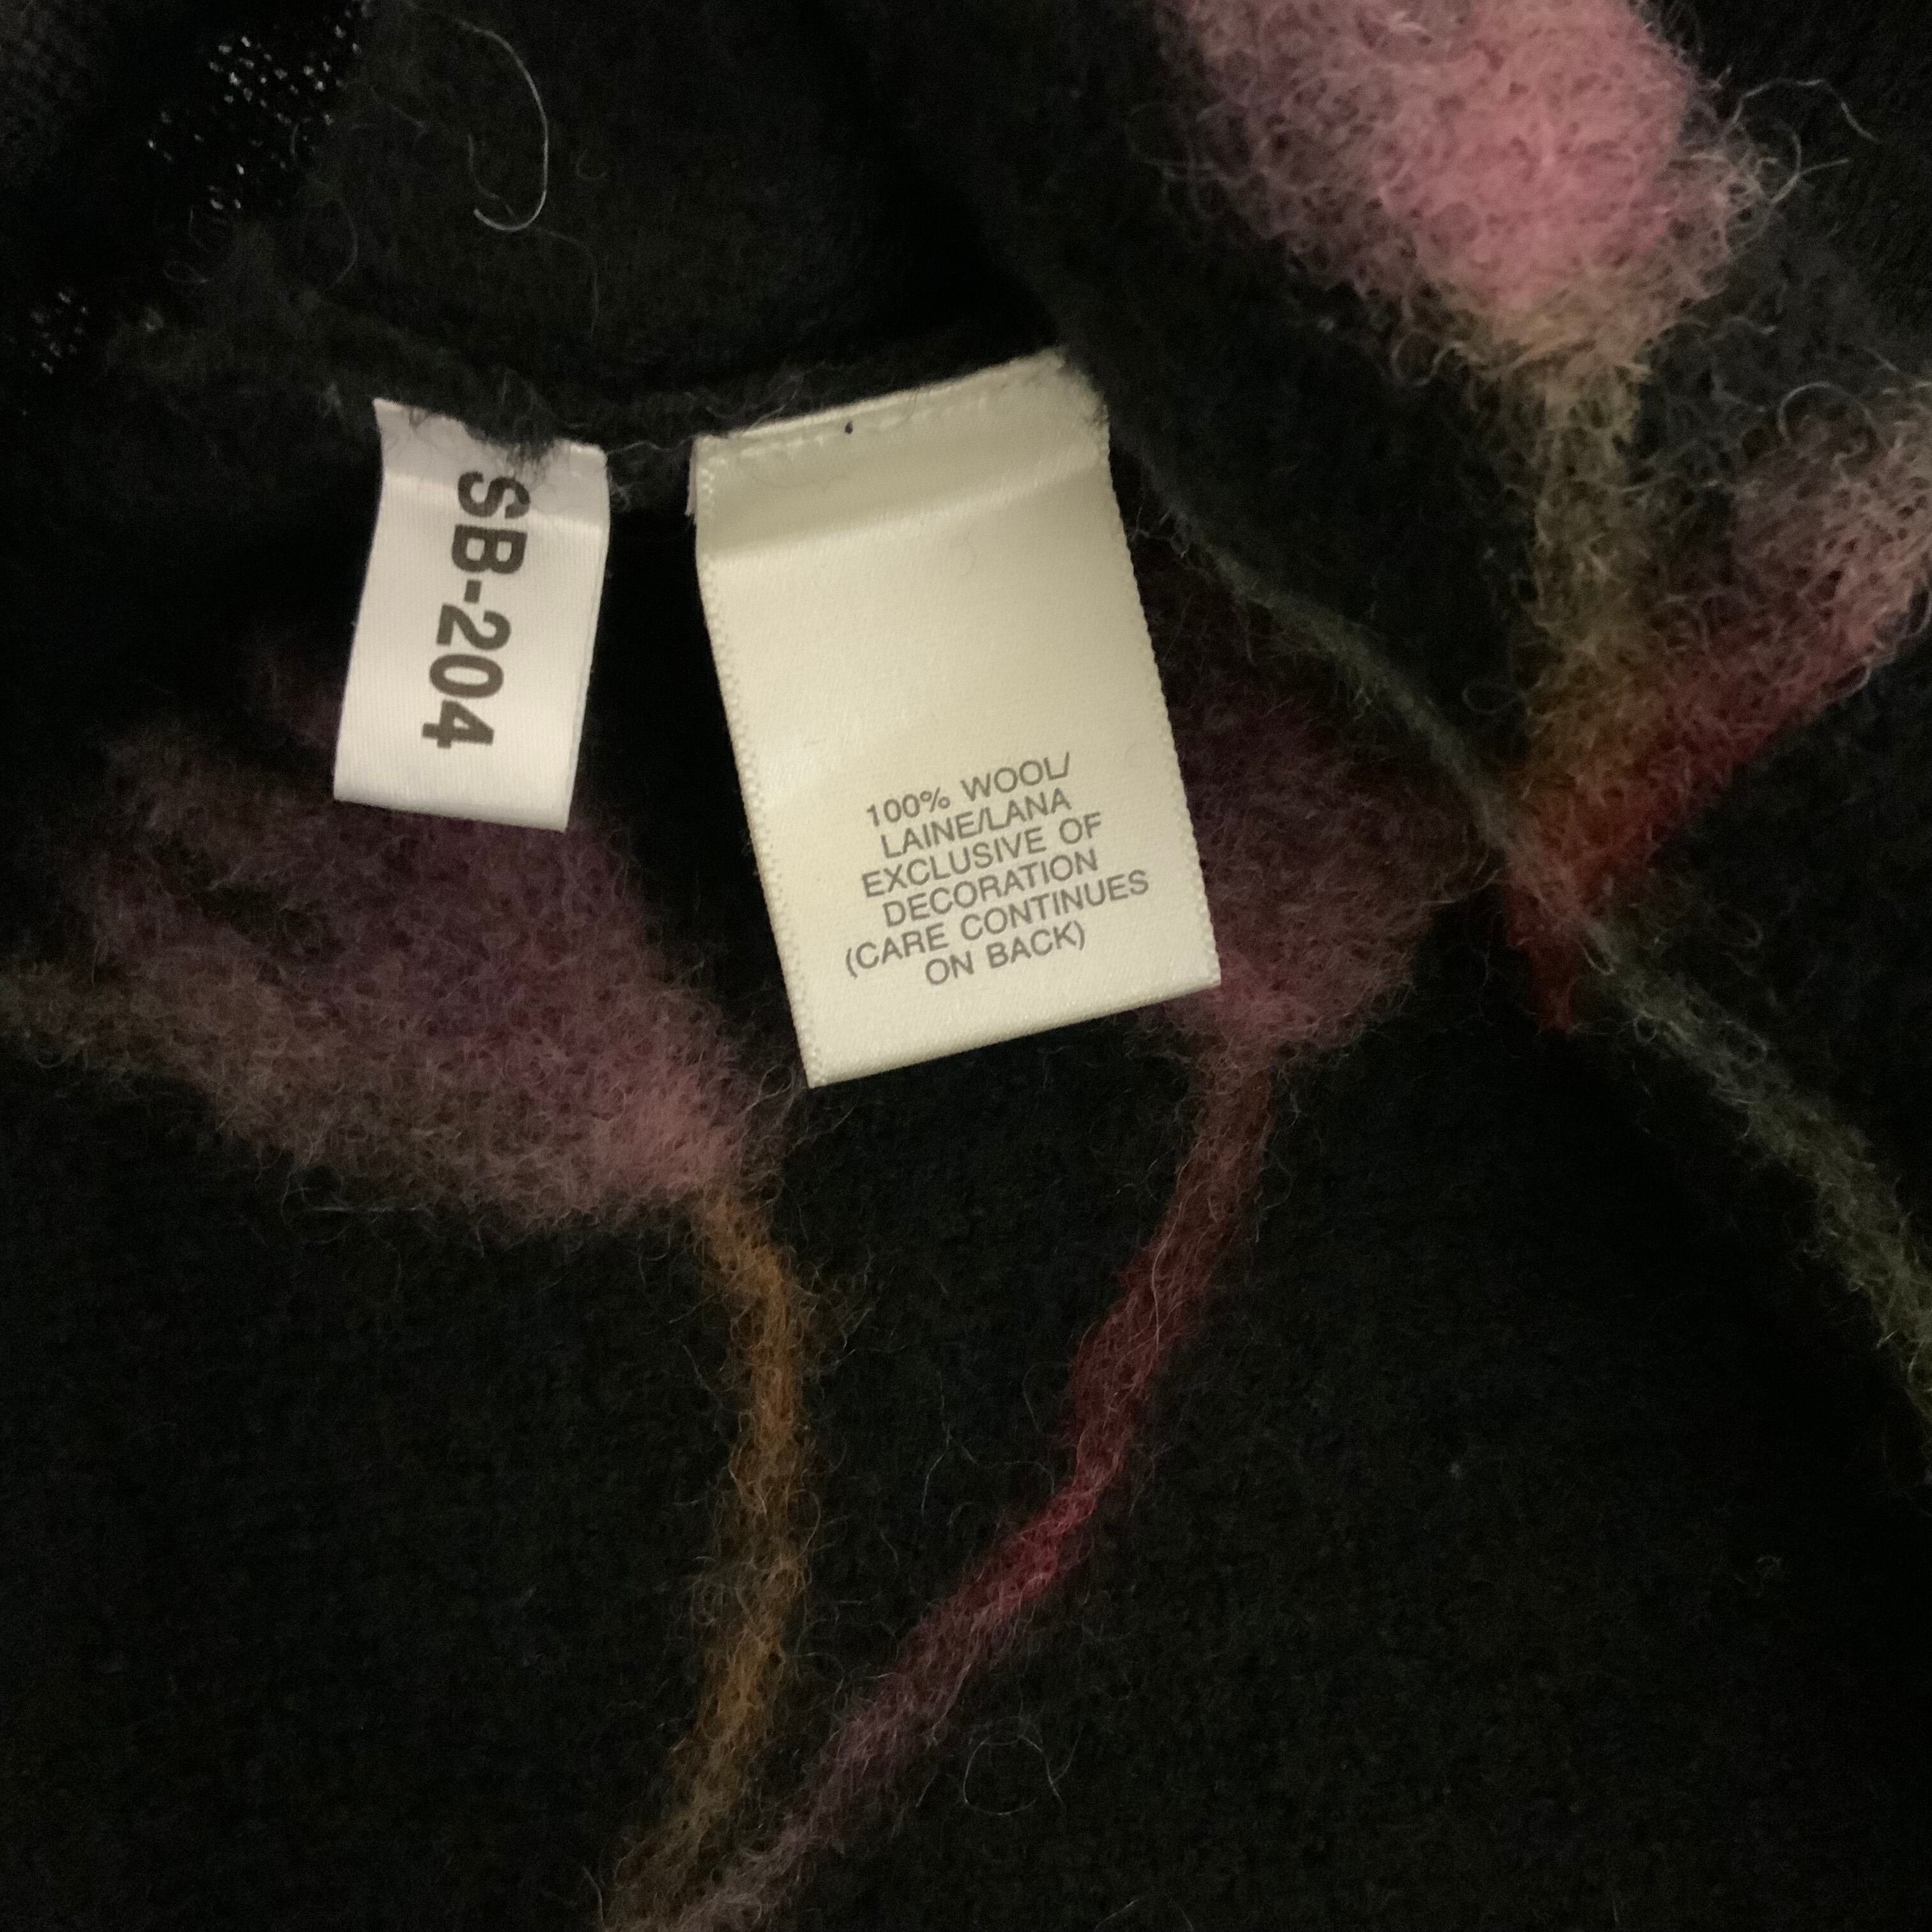 SB-204
100% WOOL/
LAINE/LANA
EXCLUSIVE OF
DECORATION
(CARE CONTINUES
ON BACK)